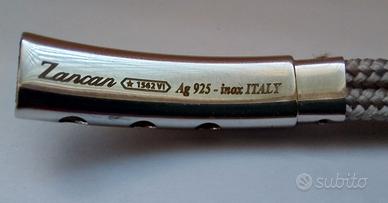 Zancan ★ 1562 VI Ag 925 - inox ITALY
subito